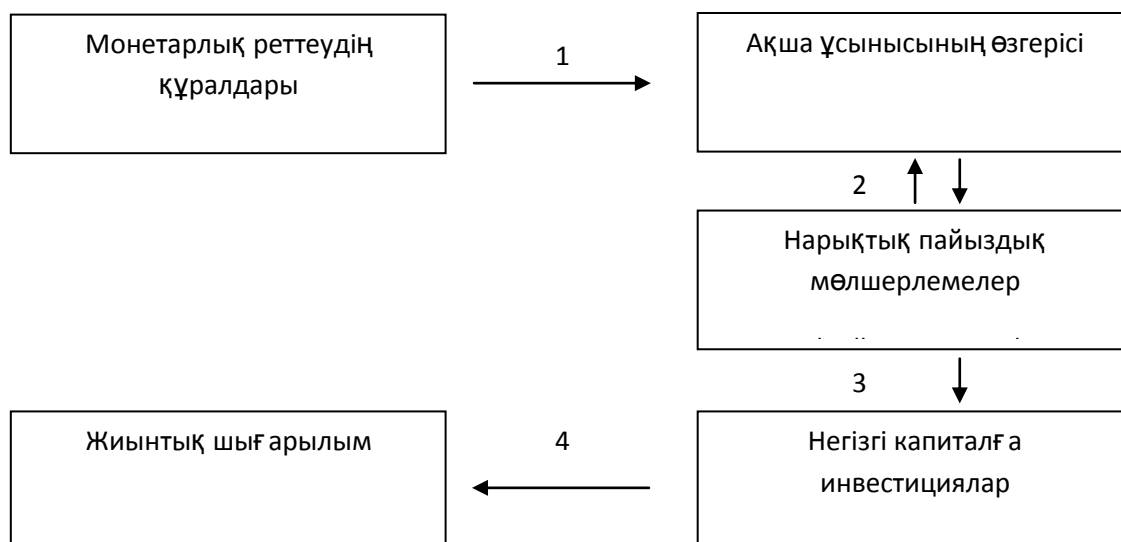 Монетарлық реттеудің
құралдары
1
Ақша ұсынысының өзгерісі
2
Нарықтық пайыздық
мөлшерлемелер
3
Жиынтық шығарылым
4
Негізгі капиталға
инвестициялар